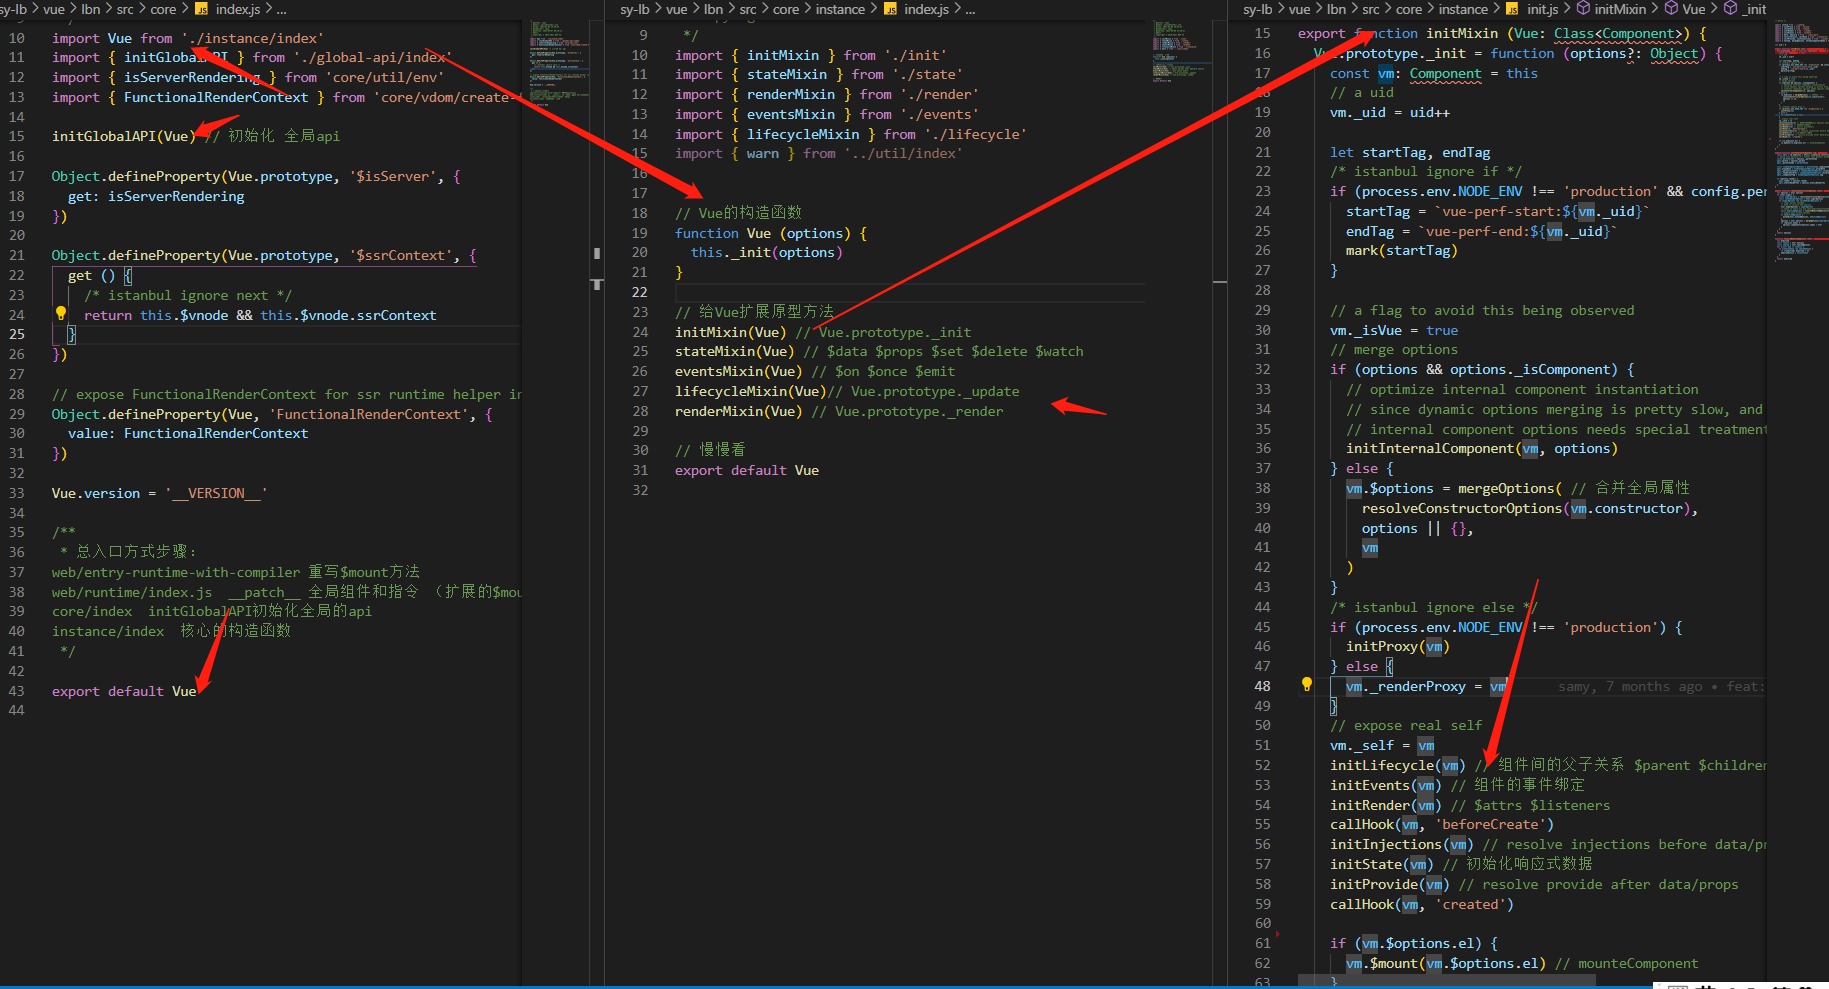 sy-lb > vue > lbn > src > core > JS index.js > ...
10 import Vue from './instance/index'
11 import { initGlobalAPI } from './global-api/index'
12 import { isServerRendering } from 'core/util/env'
13 import { FunctionalRenderContext } from 'core/vdom/create-
14
15 initGlobalAPI(Vue) // 初始化 全局api
16
17 Object.defineProperty(Vue.prototype, '$isServer', {
18 get: isServerRendering
19 })
20
21 Object.defineProperty(Vue.prototype, '$ssrContext', {
22 get () {
23 /* istanbul ignore next */
24 return this.$vnode && this.$vnode.ssrContext
25 }
26 })
27
28 // expose FunctionalRenderContext for ssr runtime helper in
29 Object.defineProperty(Vue, 'FunctionalRenderContext', {
30 value: FunctionalRenderContext
31 })
32
33 Vue.version = '__VERSION__'
34
35 /**
36 * 总入口方式步骤:
37 web/entry-runtime-with-compiler 重写$mount方法
38 web/runtime/index.js __patch__ 全局组件和指令 (扩展的$mou
39 core/index initGlobalAPI初始化全局的api
40 instance/index 核心的构造函数
41 */
42
43 export default Vue
44
sy-lb > vue > lbn > src > core > instance > JS index.js > ...
9 */
10 import { initMixin } from './init'
11 import { stateMixin } from './state'
12 import { renderMixin } from './render'
13 import { eventsMixin } from './events'
14 import { lifecycleMixin } from './lifecycle'
15 import { warn } from '../util/index'
16
17
18 // Vue的构造函数
19 function Vue (options) {
20 this._init(options)
21 }
22
23 // 给Vue扩展原型方法
24 initMixin(Vue) // Vue.prototype._init
25 stateMixin(Vue) // $data $props $set $delete $watch
26 eventsMixin(Vue) // $on $once $emit
27 lifecycleMixin(Vue)// Vue.prototype._update
28 renderMixin(Vue) // Vue.prototype._render
29
30 // 慢慢看
31 export default Vue
32
sy-lb > vue > lbn > src > core > instance > JS init.js > initMixin > Vue > _init
15 export function initMixin (Vue: Class<Component>) {
16 Vue.prototype._init = function (options?: Object) {
17 const vm: Component = this
18 // a uid
19 vm._uid = uid++
20
21 let startTag, endTag
22 /* istanbul ignore if */
23 if (process.env.NODE_ENV !== 'production' && config.per
24 startTag = `vue-perf-start:${vm._uid}`
25 endTag = `vue-perf-end:${vm._uid}`
26 mark(startTag)
27 }
28
29 // a flag to avoid this being observed
30 vm._isVue = true
31 // merge options
32 if (options && options._isComponent) {
33 // optimize internal component instantiation
34 // since dynamic options merging is pretty slow, and
35 // internal component options needs special treatment
36 initInternalComponent(vm, options)
37 } else {
38 vm.$options = mergeOptions( // 合并全局属性
39 resolveConstructorOptions(vm.constructor),
40 options || {},
41 vm
42 )
43 }
44 /* istanbul ignore else */
45 if (process.env.NODE_ENV !== 'production') {
46 initProxy(vm)
47 } else {
48 vm._renderProxy = vm samy, 7 months ago • feat:
49 }
50 // expose real self
51 vm._self = vm
52 initLifecycle(vm) // 组件间的父子关系 $parent $children
53 initEvents(vm) // 组件的事件绑定
54 initRender(vm) // $attrs $listeners
55 callHook(vm, 'beforeCreate')
56 initInjections(vm) // resolve injections before data/pr
57 initState(vm) // 初始化响应式数据
58 initProvide(vm) // resolve provide after data/props
59 callHook(vm, 'created')
60
61 if (vm.$options.el) {
62 vm.$mount(vm.$options.el) // mounteComponent
63 }